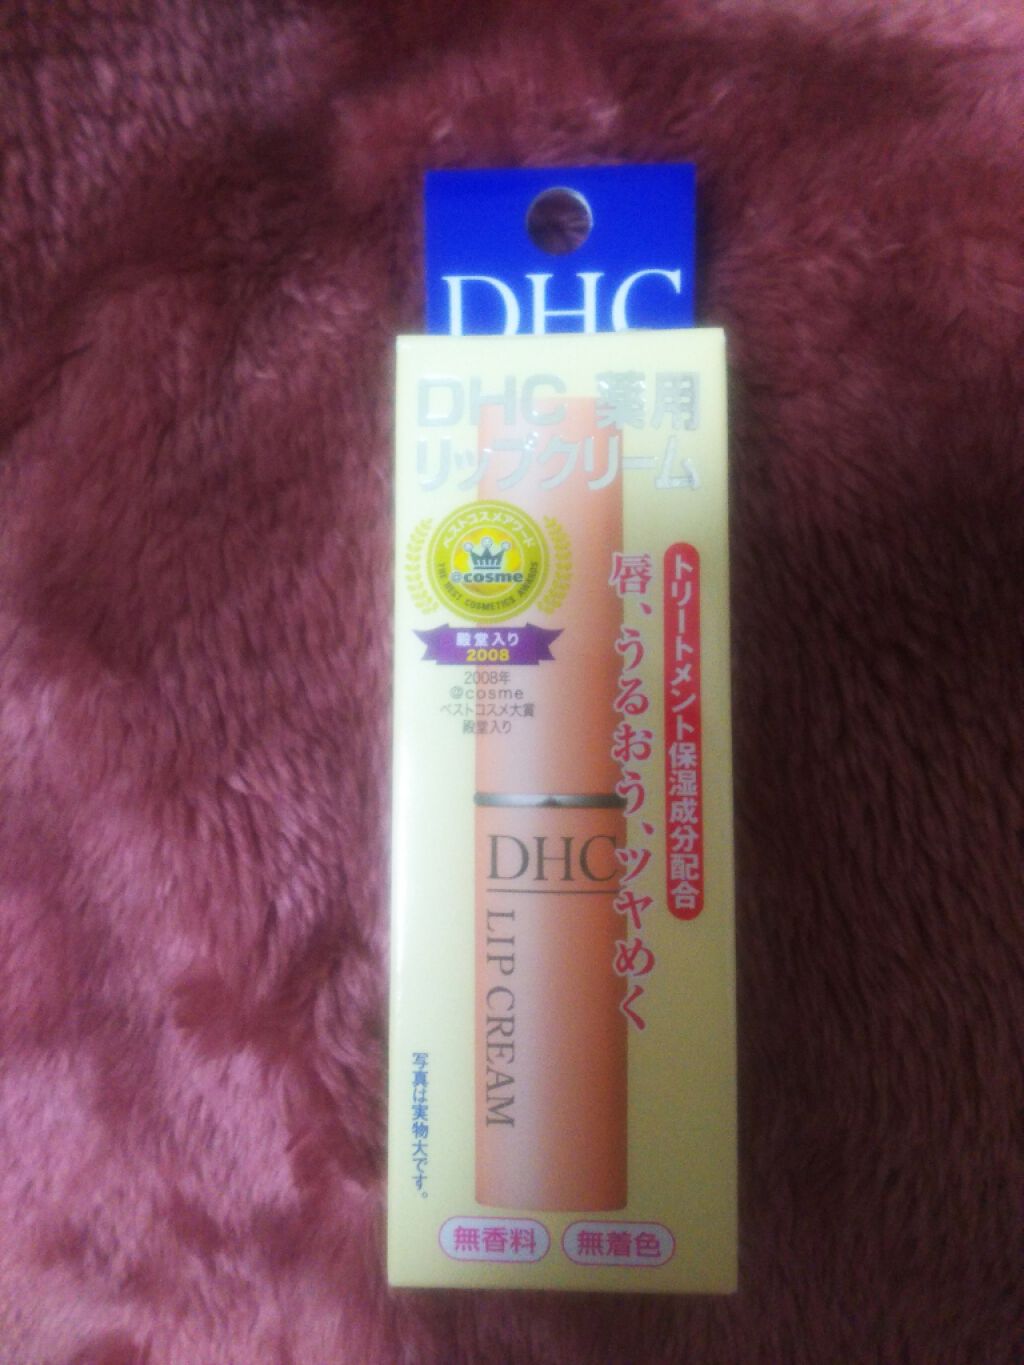 DHC
DHC 薬用
リップクリーム
ベストコスメアワード
@cosme
THE BEST COSMETICS AWARDS
殿堂入り
2008
2008年
@cosme
ベストコスメ大賞
殿堂入り
トリートメント保湿成分配合
唇、うるおう、ツヤめく
DHC
LIP CREAM
写真は実物大です。
無香料
無着色